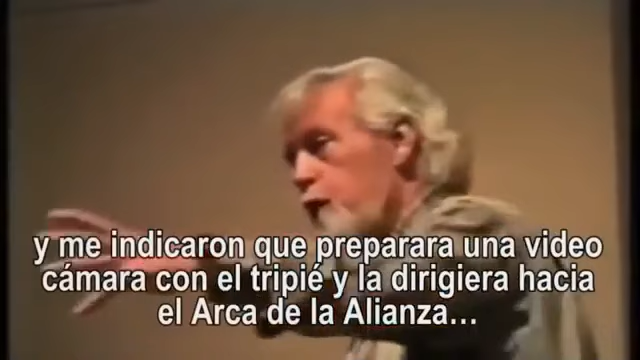 y me indicaron que preparara una video
cámara con el tripié y la dirigiera hacia
el Arca de la Alianza...